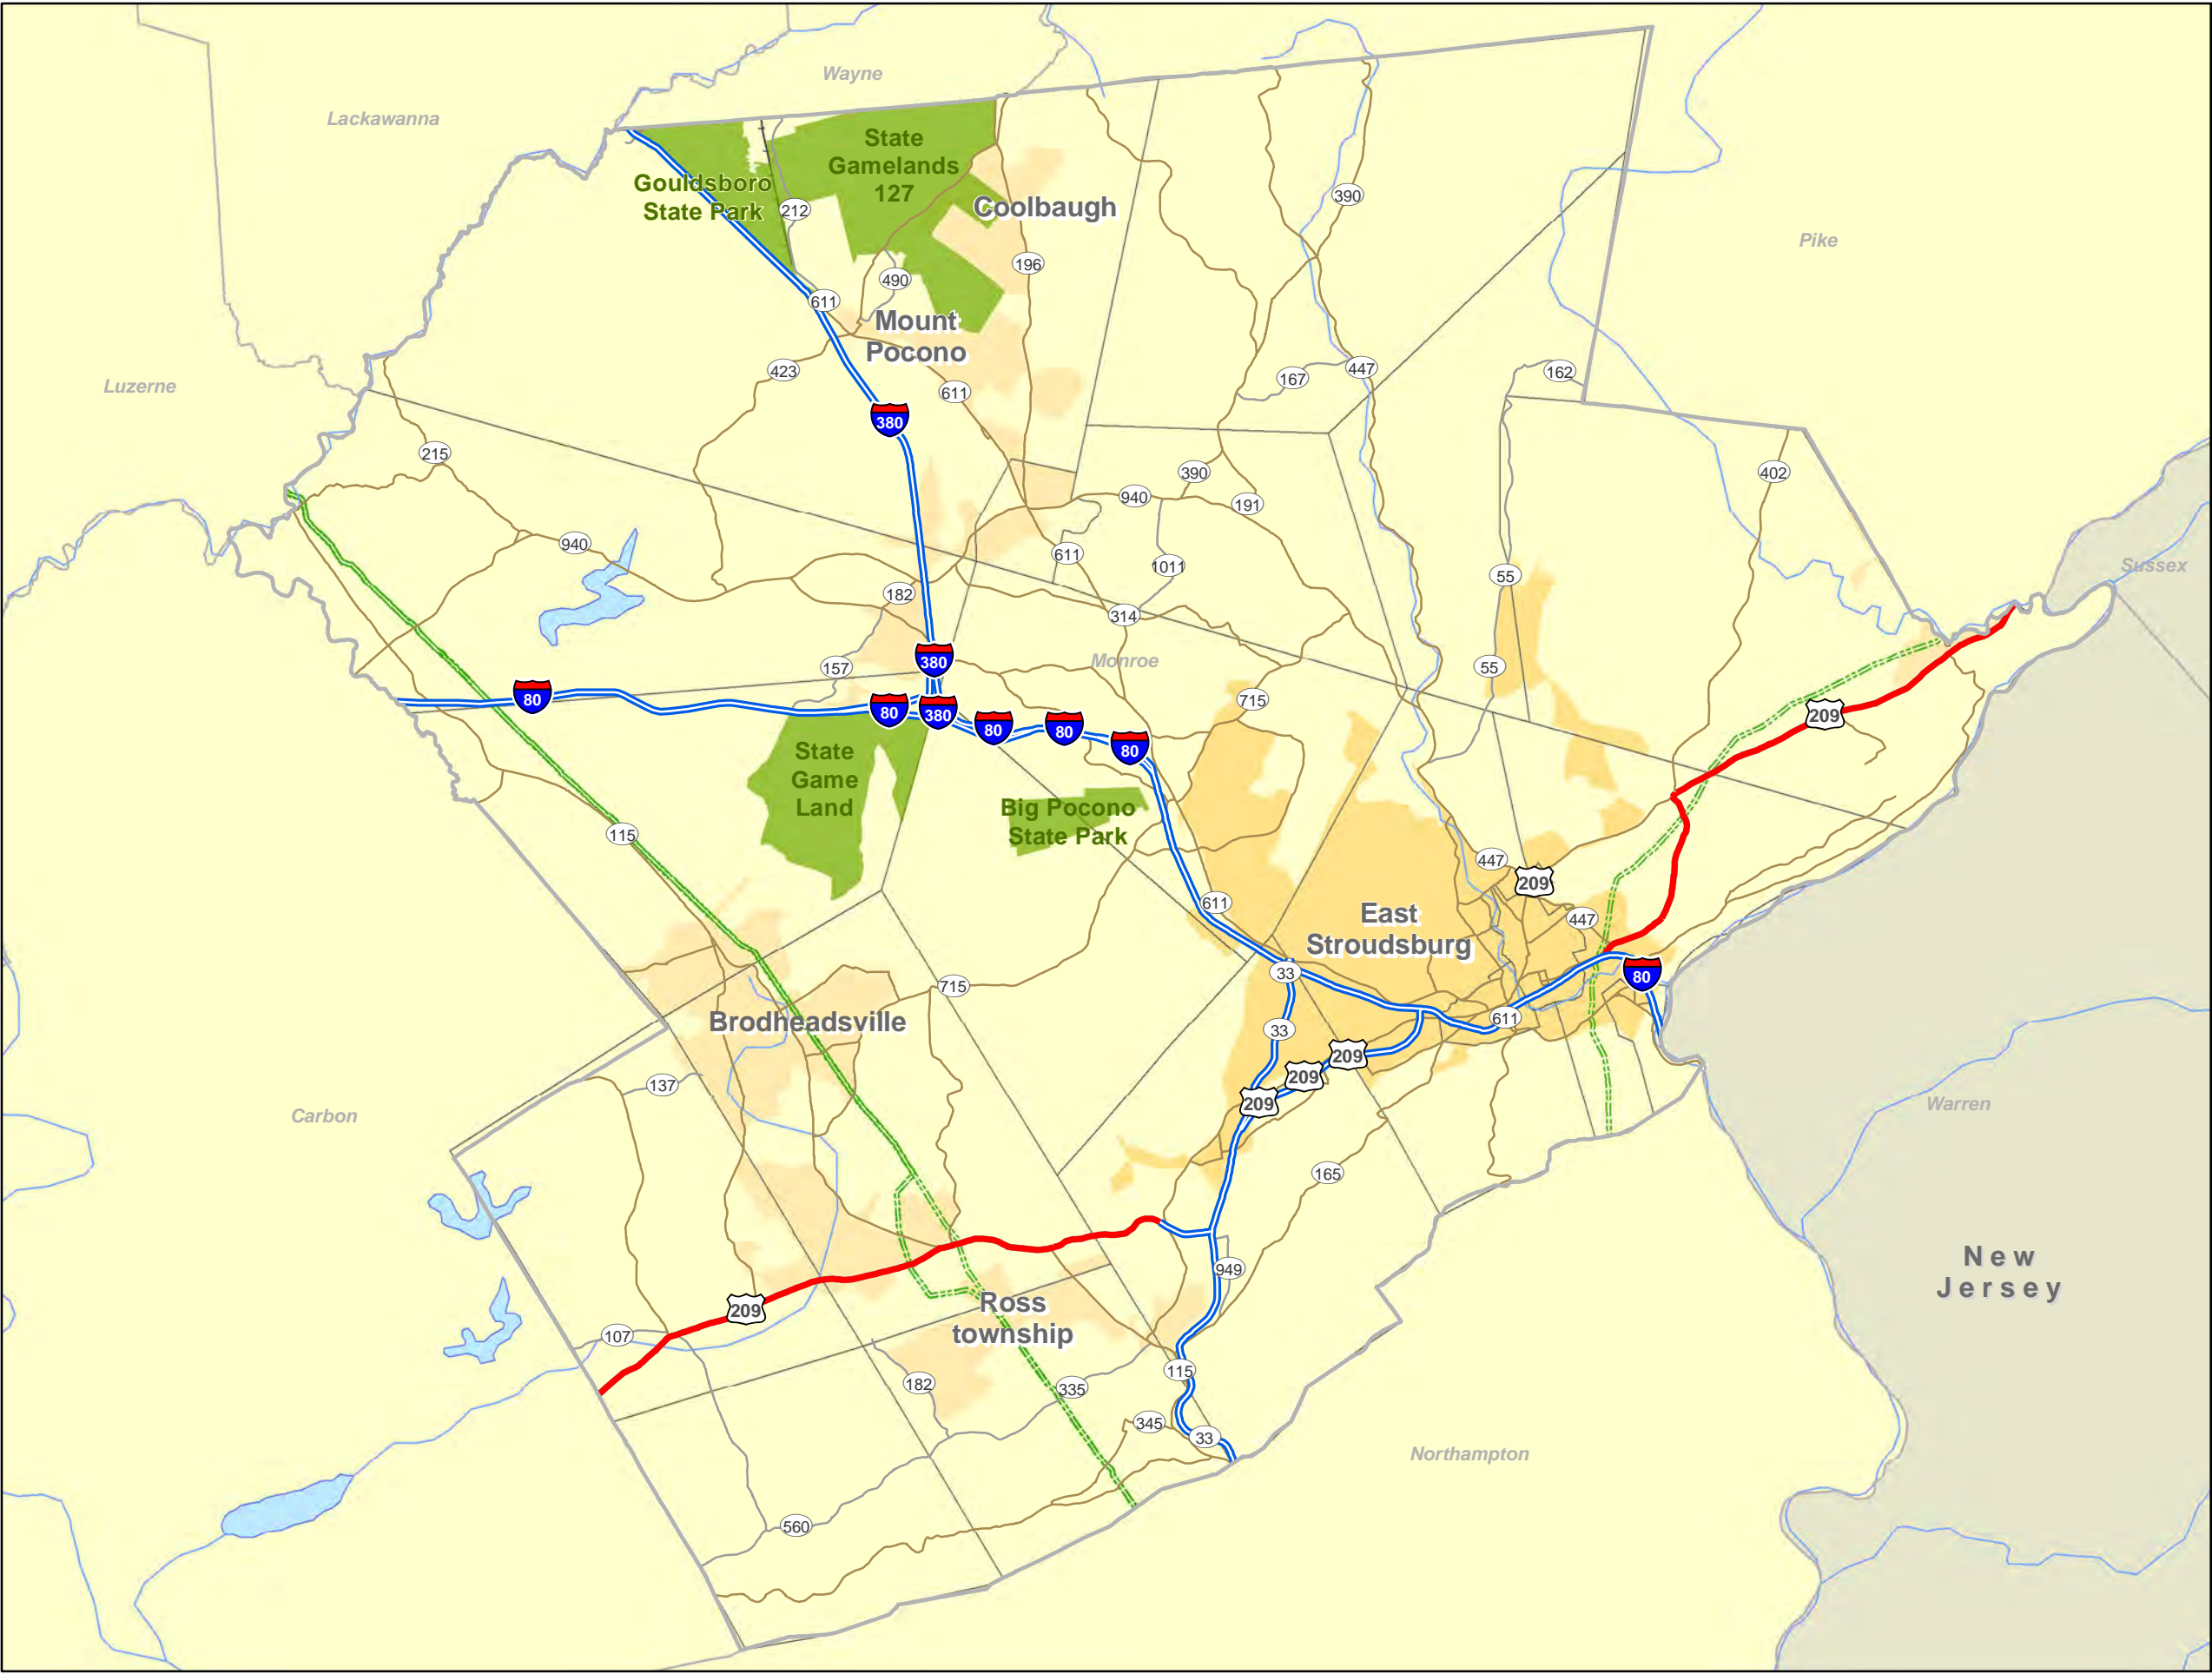 Wayne
Lackawanna
State
Gamelands
127
Gouldsboro
State Park
212
Coolbaugh
390
Pike
196
490
611
Mount
Pocono
423
447
162
167
Luzerne
611
380
215
390
402
940
191
940
611
1011
Sussex
55
182
314
380
Monroe
157
55
80
715
80
380
209
80
80
80
State
Game
Land
Big Pocono
State Park
115
447
209
611
East
Stroudsburg
447
33
80
715
Brodheadsville
611
33
209
209
137
209
Carbon
Warren
165
New
Jersey
949
Ross
township
209
107
115
182
335
345
33
Northampton
560